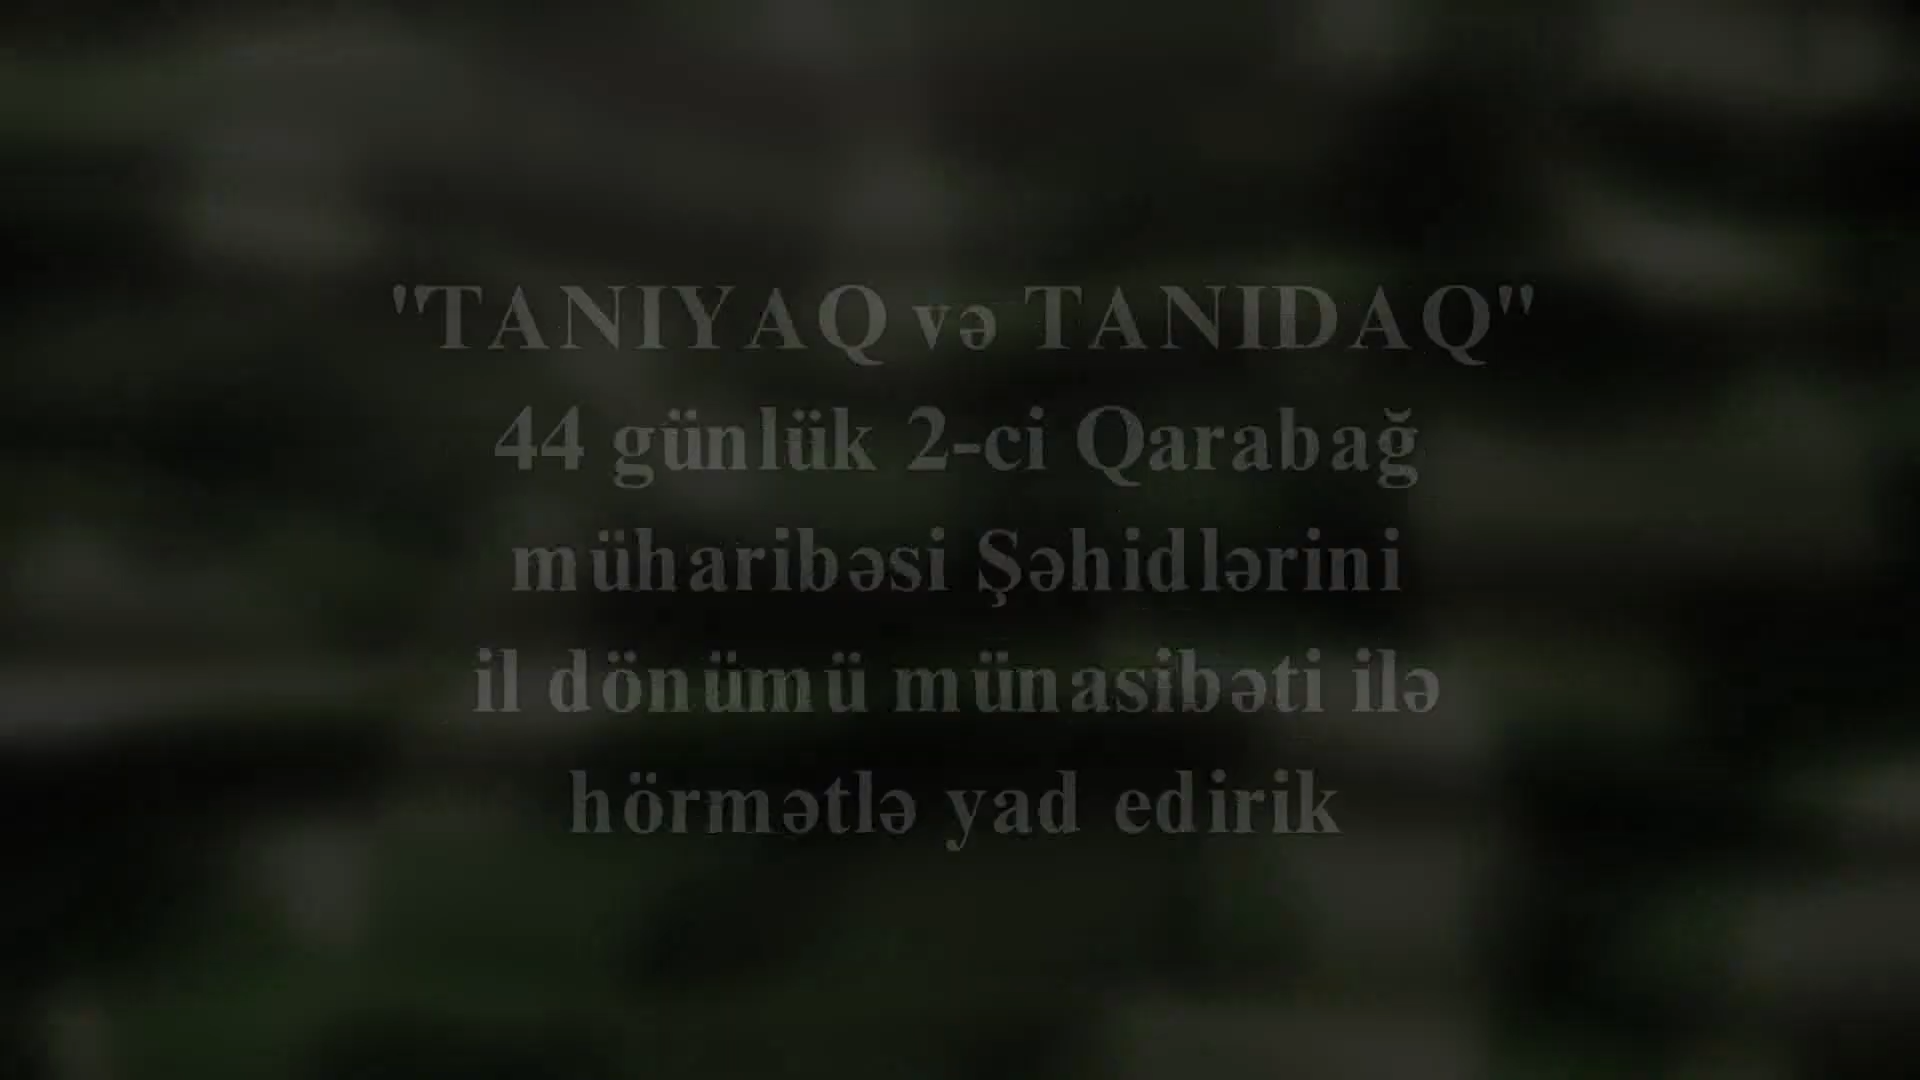 "TANIYAQ və TANIDAQ"
44 günlük 2-ci Qarabağ
müharibəsi Şəhidlərini
il dönümü münasibəti ilə
hörmətlə yad edirik